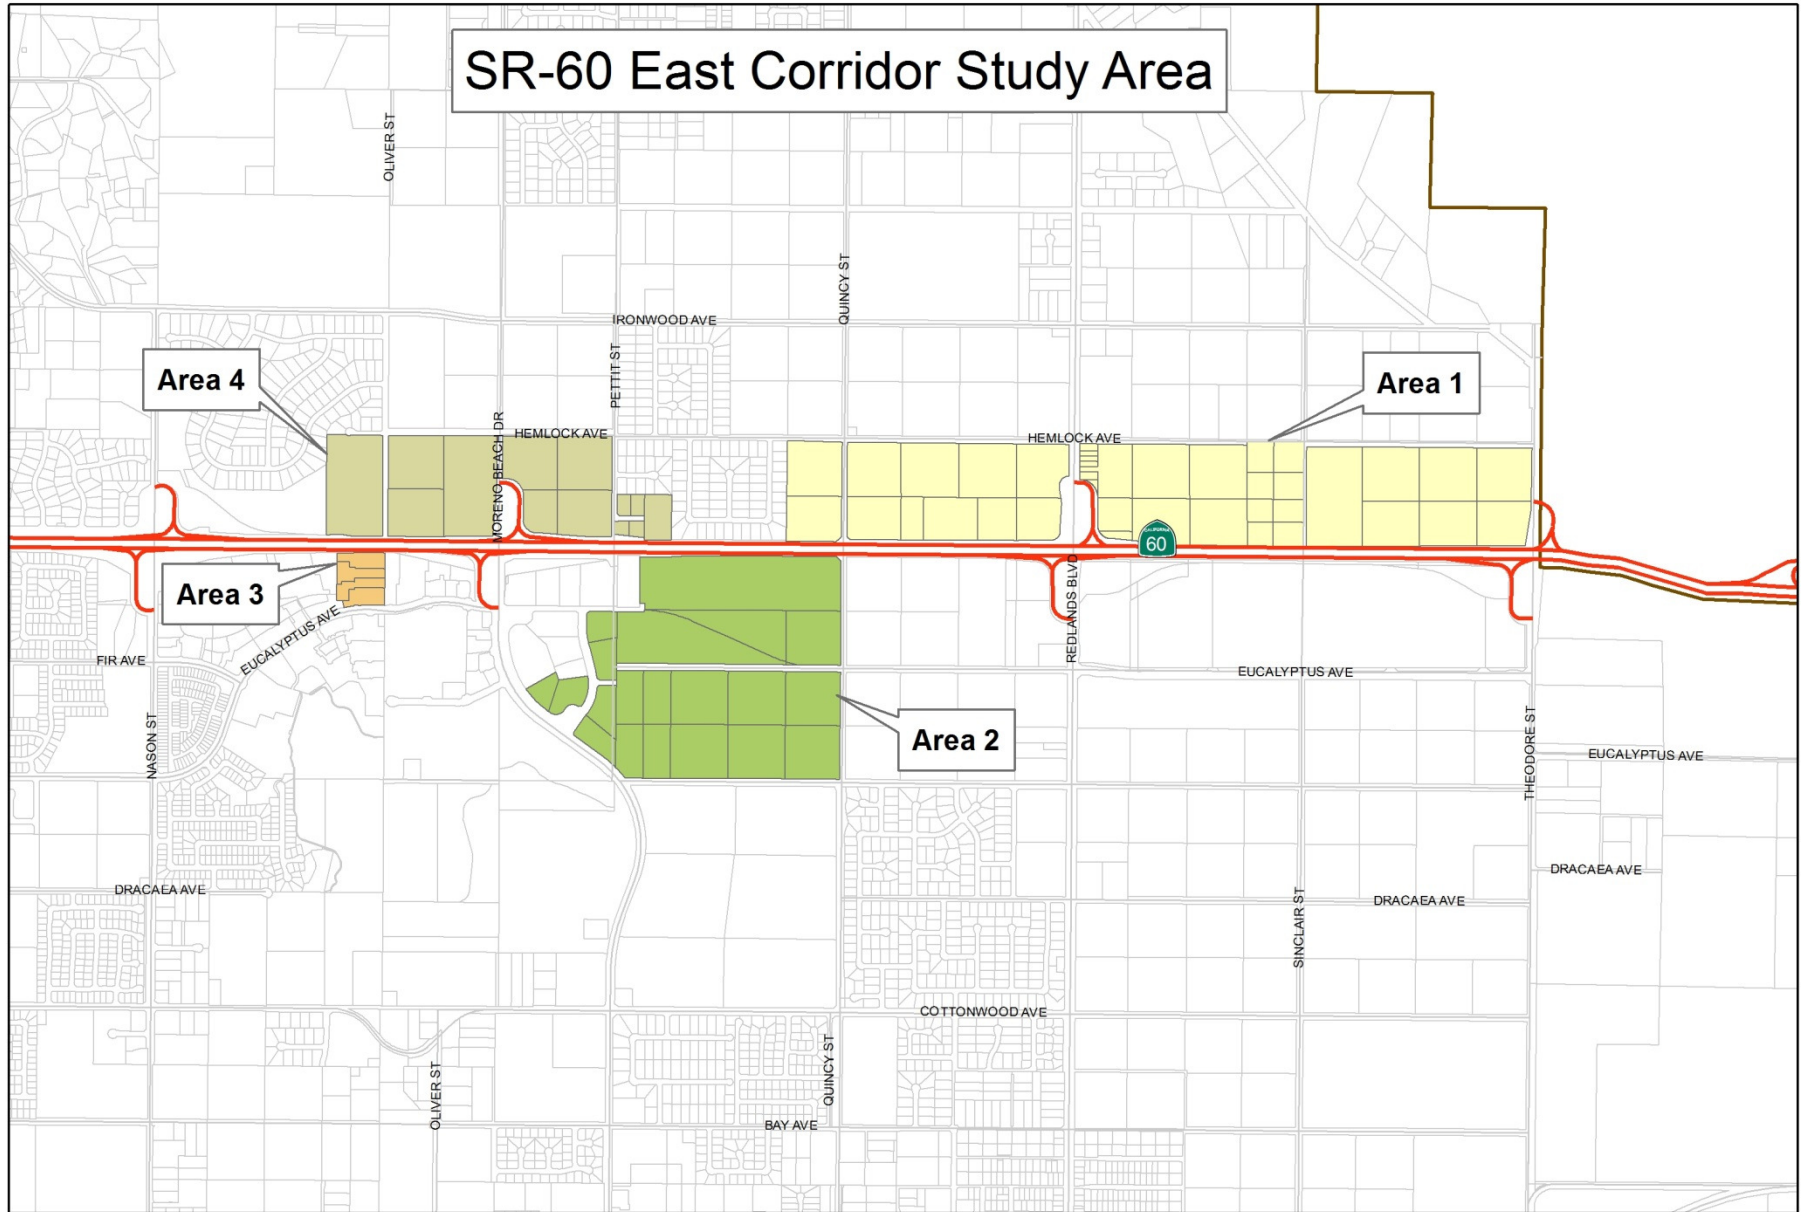 SR-60 East Corridor Study Area
OLIVER ST
QUINCY ST
IRONWOOD AVE
PETTIT ST
Area 4
Area 1
MORENO BEACH DR
HEMLOCK AVE
HEMLOCK AVE
CALIFORNIA
60
Area 3
REDLANDS BLVD
EUCALYPTUS AVE
FIR AVE
EUCALYPTUS AVE
NASON ST
Area 2
THEODORE ST
EUCALYPTUS AVE
DRACAEA AVE
DRACAEA AVE
DRACAEA AVE
SINCLAIR ST
COTTONWOOD AVE
QUINCY ST
OLIVER ST
BAY AVE